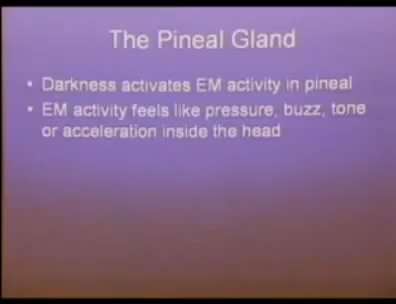 The Pineal Gland
• Darkness activates EM activity in pineal
• EM activity feels like pressure, buzz, tone
or acceleration inside the head